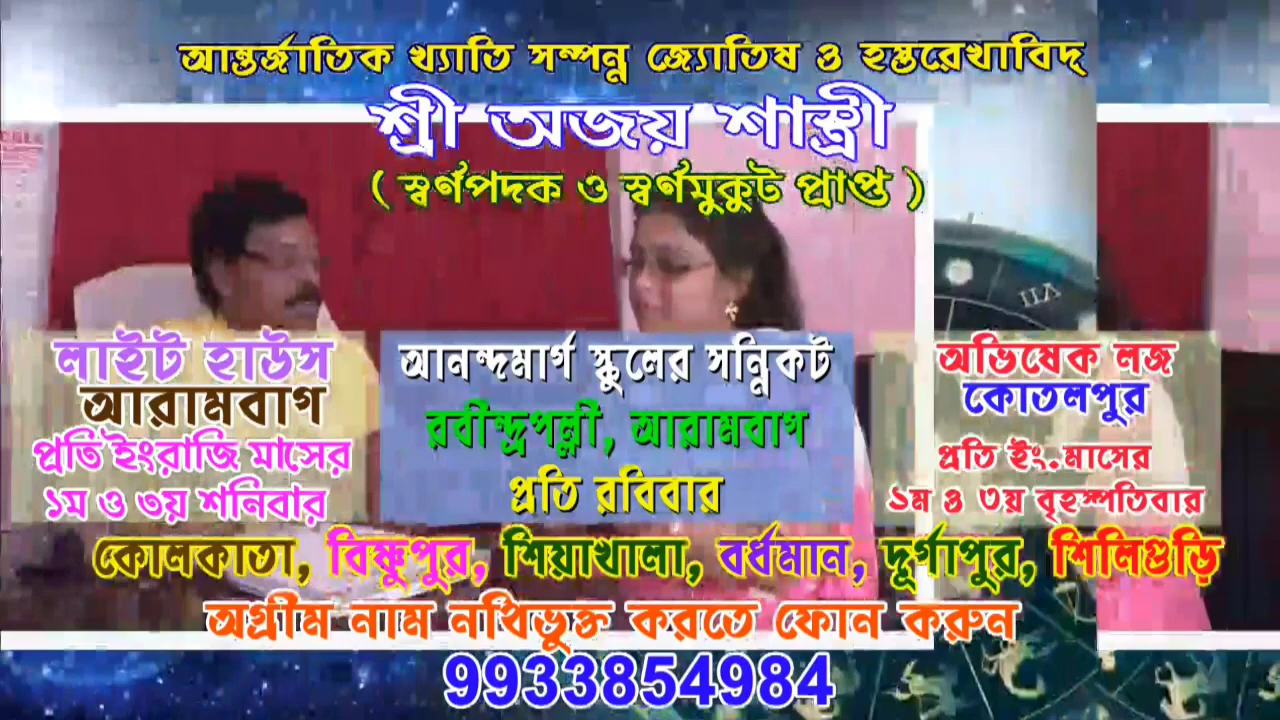 আন্তর্জাতিক খ্যাতি সম্পন্ন জ্যোতিষ ও হস্তরেখাবিদ
শ্রী অজয় শাস্ত্রী
( স্বর্ণপদক ও স্বর্ণমুকুট প্রাপ্ত )
লাইট হাউস
আরামবাগ
প্রতি ইংরাজি মাসের
১ম ও ৩য় শনিবার
আনন্দমার্গ স্কুলের সন্নিকট
রবীন্দ্রপল্লী, আরামবাগ
প্রতি রবিবার
অভিষেক লজ
কোতলপুর
প্রতি ইং.মাসের
১ম ও ৩য় বৃহস্পতিবার
কোলকাতা, বিষ্ণুপুর, শিয়াখালা, বর্ধমান, দূর্গাপুর, শিলিগুড়ি
অগ্রীম নাম নথিভুক্ত করতে ফোন করুন
9933854984